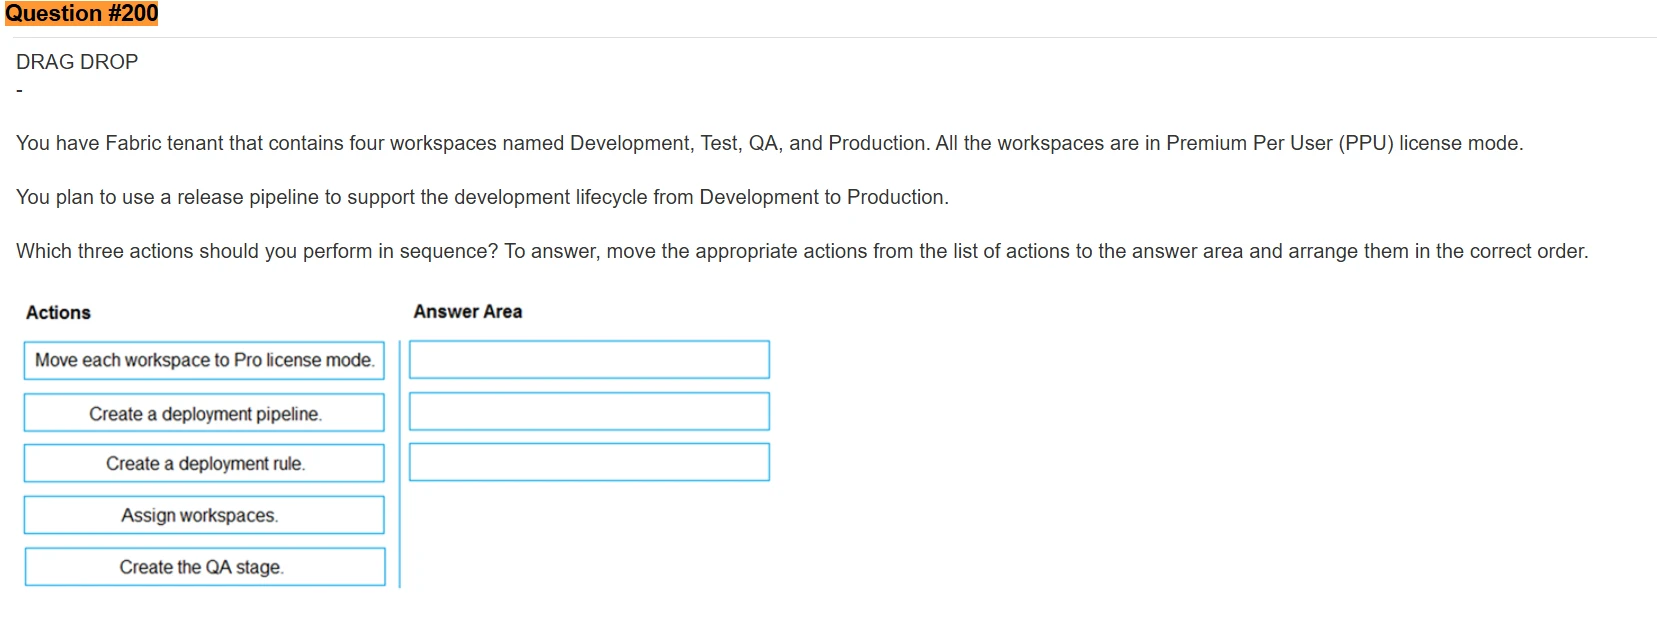 Question #200
DRAG DROP
-
You have Fabric tenant that contains four workspaces named Development, Test, QA, and Production. All the workspaces are in Premium Per User (PPU) license mode.
You plan to use a release pipeline to support the development lifecycle from Development to Production.
Which three actions should you perform in sequence? To answer, move the appropriate actions from the list of actions to the answer area and arrange them in the correct order.
Actions
Answer Area
Move each workspace to Pro license mode.
Create a deployment pipeline.
Create a deployment rule.
Assign workspaces.
Create the QA stage.